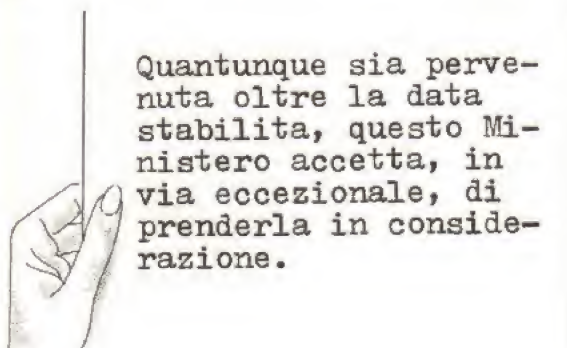 Quantunque sia perve-
nuta oltre la data
stabilita, questo Mi-
nistero accetta, in
via eccezionale, di
prenderla in conside-
razione.